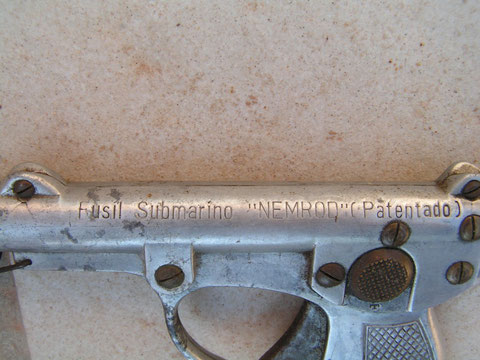 Fusil Submarino "NEMROD" (Patentado)